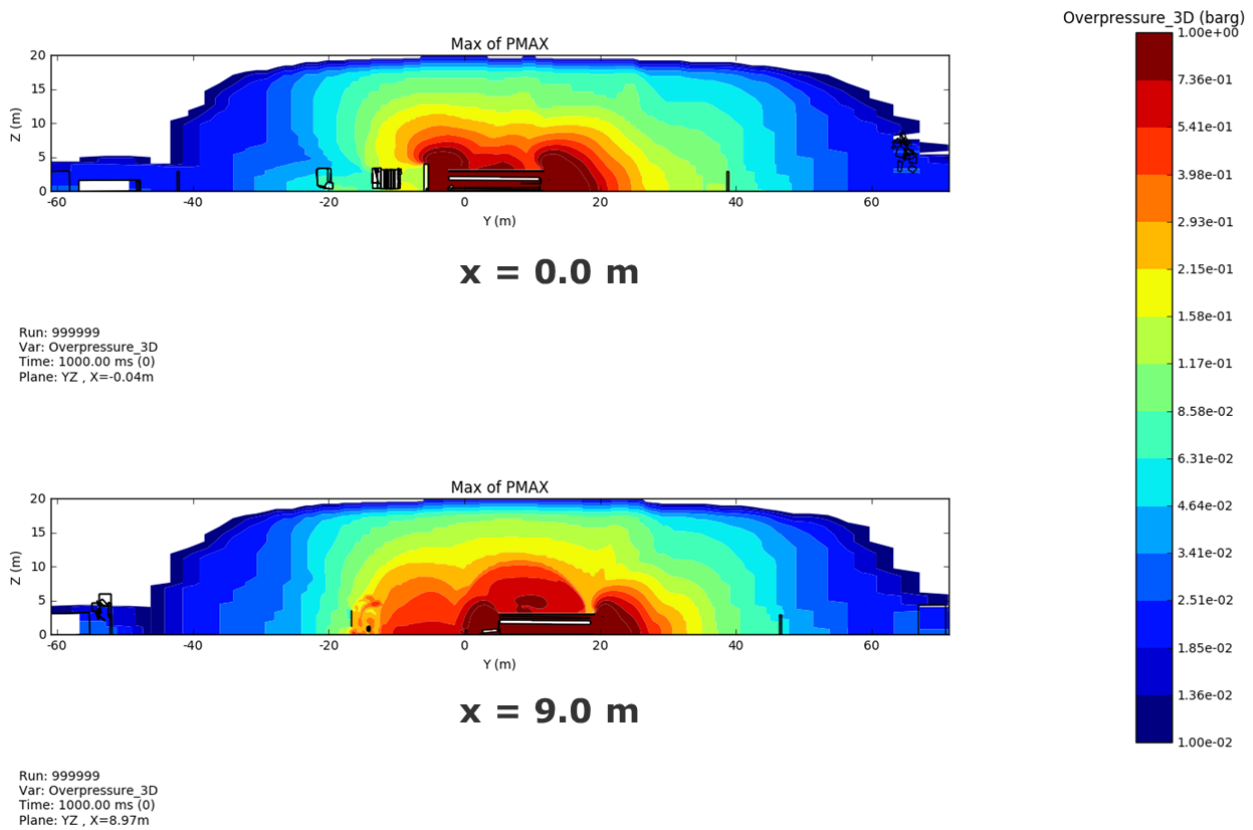 Overpressure_3D (barg)
Max of PMAX
20
15
10
5
0
Z (m)
-60 -40 -20 0 20 40 60
Y (m)
x = 0.0 m
Run: 999999
Var: Overpressure_3D
Time: 1000.00 ms (0)
Plane: YZ , X=-0.04m
Max of PMAX
20
15
10
5
0
Z (m)
-60 -40 -20 0 20 40 60
Y (m)
x = 9.0 m
Run: 999999
Var: Overpressure_3D
Time: 1000.00 ms (0)
Plane: YZ , X=8.97m
1.00e+00
7.36e-01
5.41e-01
3.98e-01
2.93e-01
2.15e-01
1.58e-01
1.17e-01
8.58e-02
6.31e-02
4.64e-02
3.41e-02
2.51e-02
1.85e-02
1.36e-02
1.00e-02